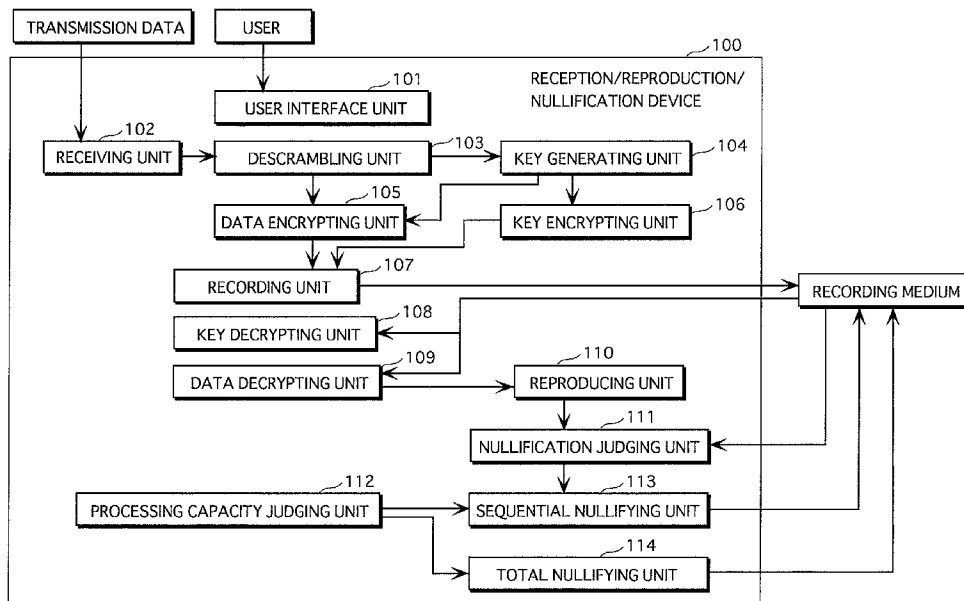 TRANSMISSION DATA
USER
100
RECEPTION/REPRODUCTION/
NULLIFICATION DEVICE
101
USER INTERFACE UNIT
102
RECEIVING UNIT
103
DESCRAMBLING UNIT
KEY GENERATING UNIT
104
105
DATA ENCRYPTING UNIT
KEY ENCRYPTING UNIT
106
107
RECORDING UNIT
RECORDING MEDIUM
108
KEY DECRYPTING UNIT
109
DATA DECRYPTING UNIT
110
REPRODUCING UNIT
111
NULLIFICATION JUDGING UNIT
112
PROCESSING CAPACITY JUDGING UNIT
113
SEQUENTIAL NULLIFYING UNIT
114
TOTAL NULLIFYING UNIT